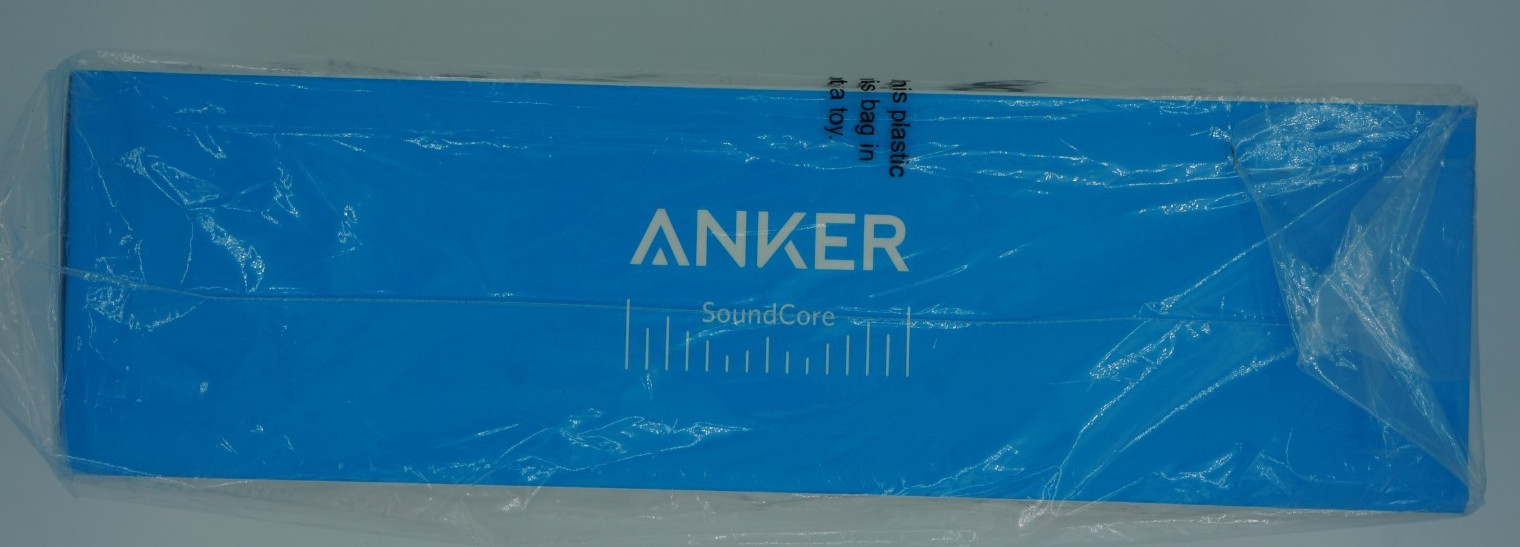 ANKER
SoundCore
his plastic
is bag in
t a toy.